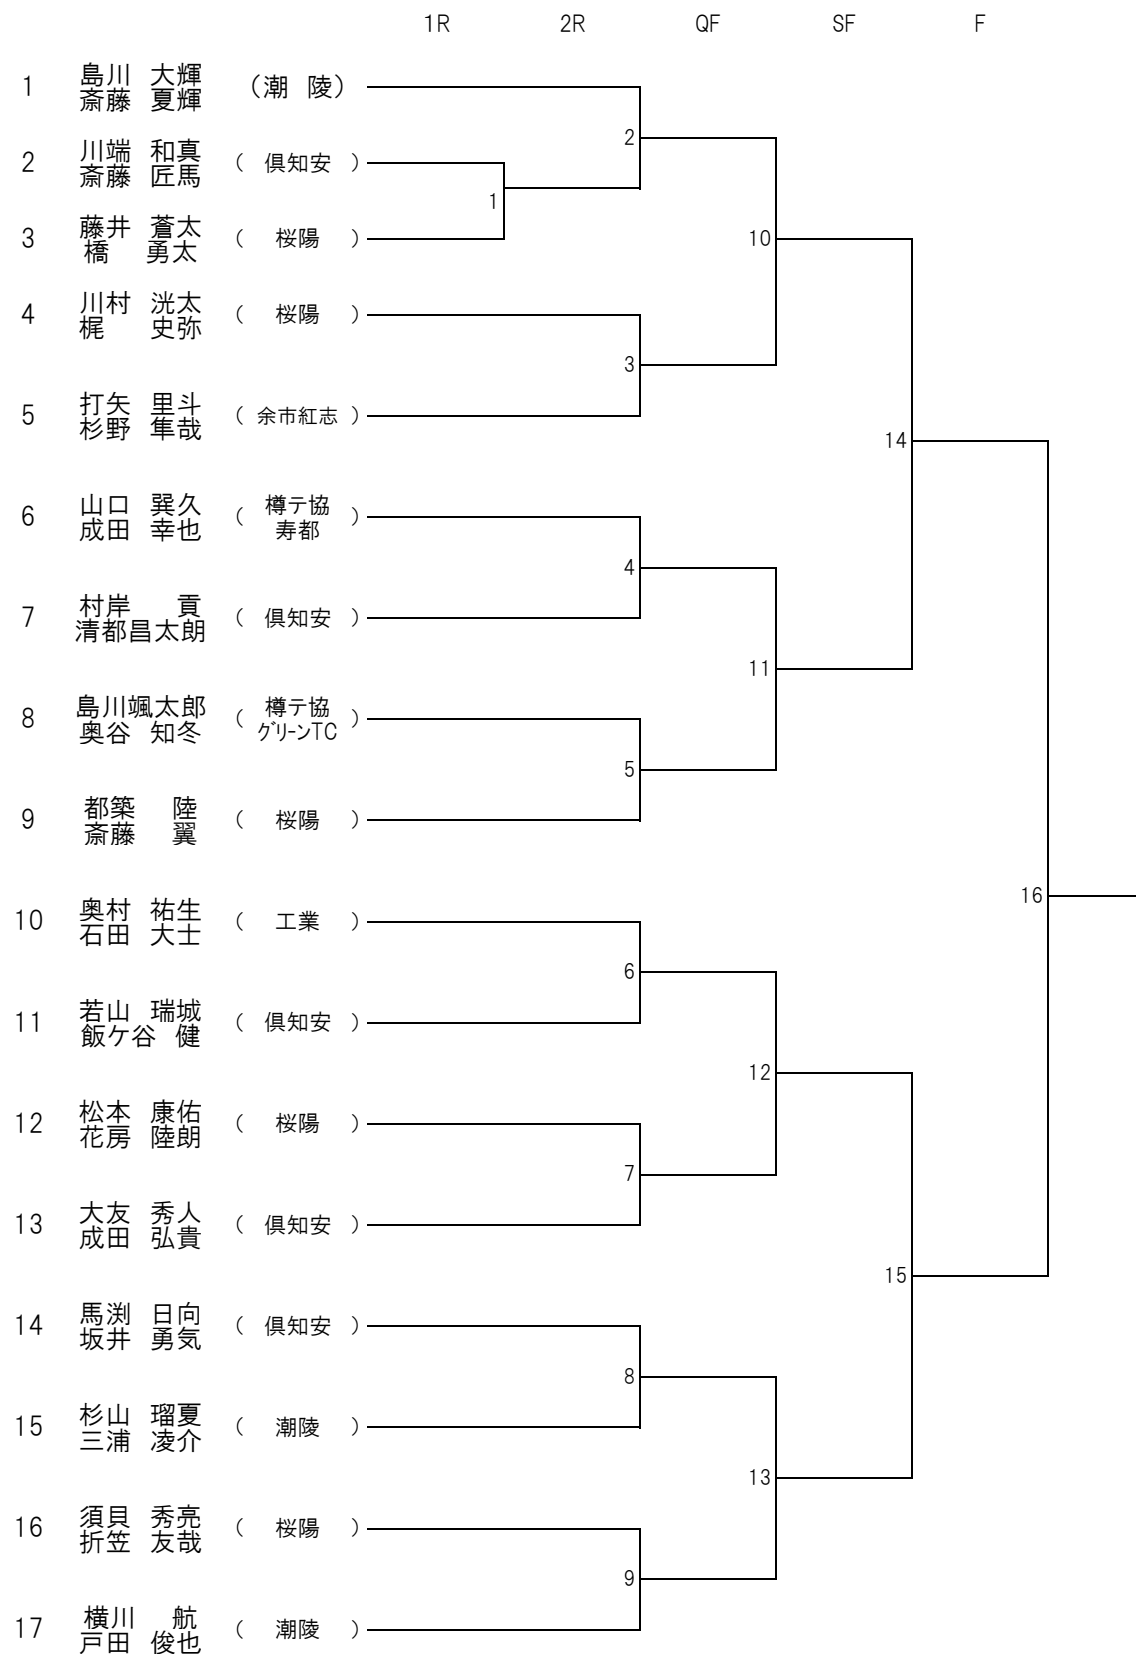 1R 2R QF SF F
1 島川 大輝 (潮 陵)
斎藤 夏輝
2
2 川端 和真 ( 倶知安 )
斎藤 匠馬
1
3 藤井 蒼太 ( 桜陽 )
橋 勇太
10
4 川村 洸太 ( 桜陽 )
梶 史弥
3
5 打矢 里斗 ( 余市紅志 )
杉野 隼哉
14
6 山口 巽久 ( 樽テ協 )
成田 幸也 寿都
4
7 村岸 貢 ( 倶知安 )
清都昌太朗
11
8 島川颯太郎 ( 樽テ協 )
奥谷 知冬 グリーンTC
5
9 都築 陸 ( 桜陽 )
斎藤 翼
16
10 奥村 祐生 ( 工業 )
石田 大士
6
11 若山 瑞城 ( 倶知安 )
飯ケ谷 健
12
12 松本 康佑 ( 桜陽 )
花房 陸朗
7
13 大友 秀人 ( 倶知安 )
成田 弘貴
15
14 馬渕 日向 ( 倶知安 )
坂井 勇気
8
15 杉山 瑠夏 ( 潮陵 )
三浦 凌介
13
16 須貝 秀亮 ( 桜陽 )
折笠 友哉
9
17 横川 航 ( 潮陵 )
戸田 俊也